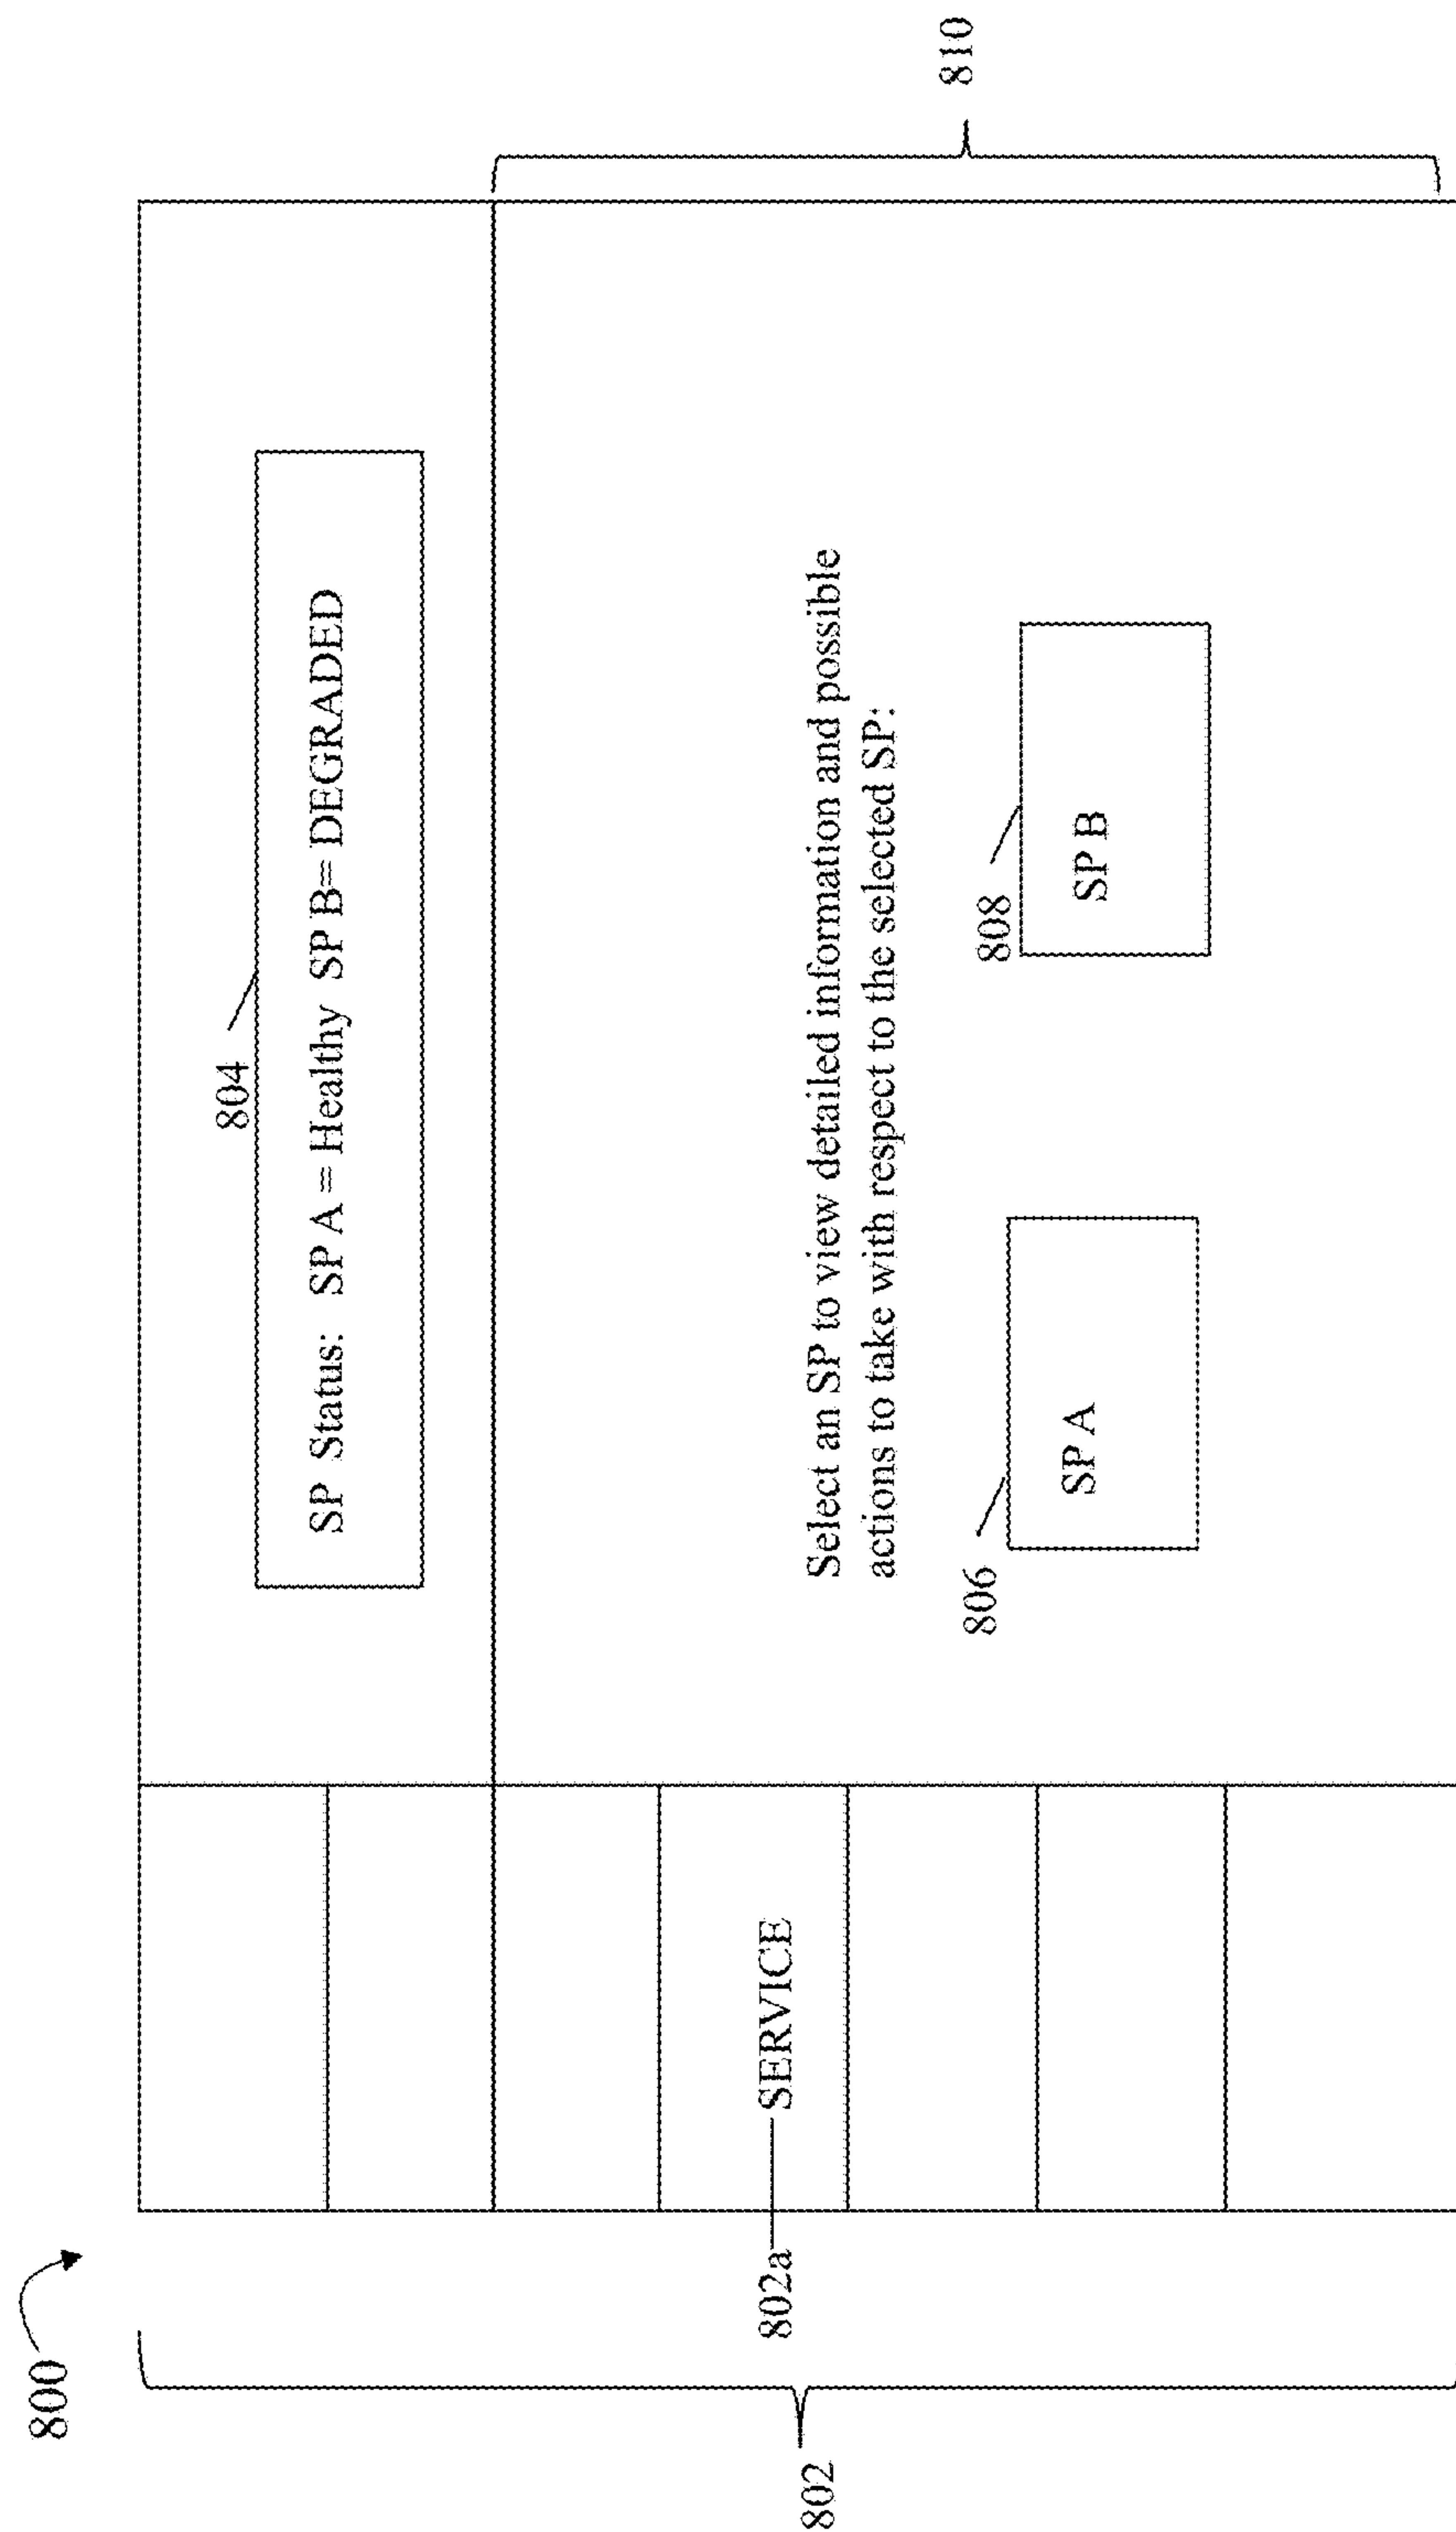 800
804
SP Status: SP A = Healthy SP B= DEGRADED
802
802a
SERVICE
810
Select an SP to view detailed information and possible
actions to take with respect to the selected SP:
806
SP A
808
SP B